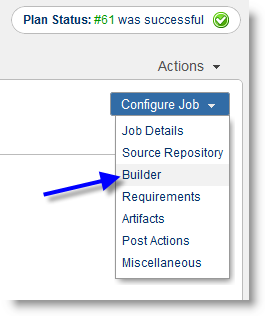 Plan Status: #61 was successful
Actions
Configure Job
Job Details
Source Repository
Builder
Requirements
Artifacts
Post Actions
Miscellaneous